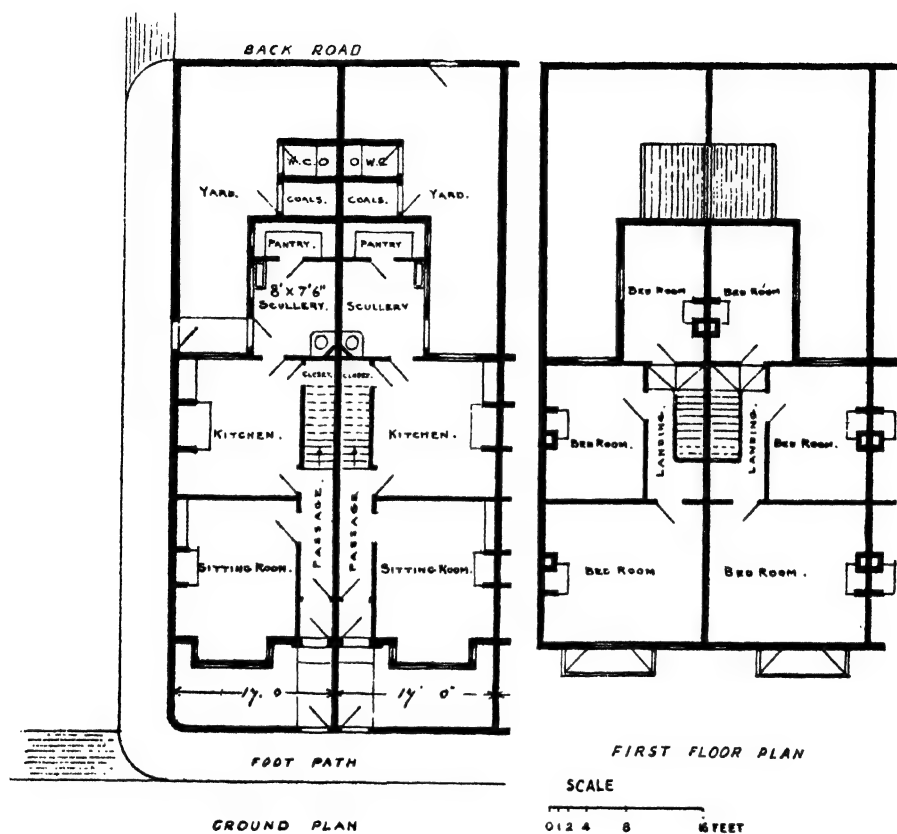 BACK ROAD
W.C. O O W.C
YARD. COALS. COALS. YARD.
PANTRY. PANTRY
8' x 7'6"
SCULLERY. SCULLERY
CLOSET. CLOSET.
KITCHEN. KITCHEN.
PASSAGE. PASSAGE
SITTING ROOM. SITTING ROOM.
17. 0 17' 0"
FOOT PATH
GROUND PLAN
BED ROOM BED ROOM
BED ROOM. LANDING. LANDING. BED ROOM.
BED ROOM BED ROOM.
FIRST FLOOR PLAN
SCALE
0 1 2 4 8 16 FEET